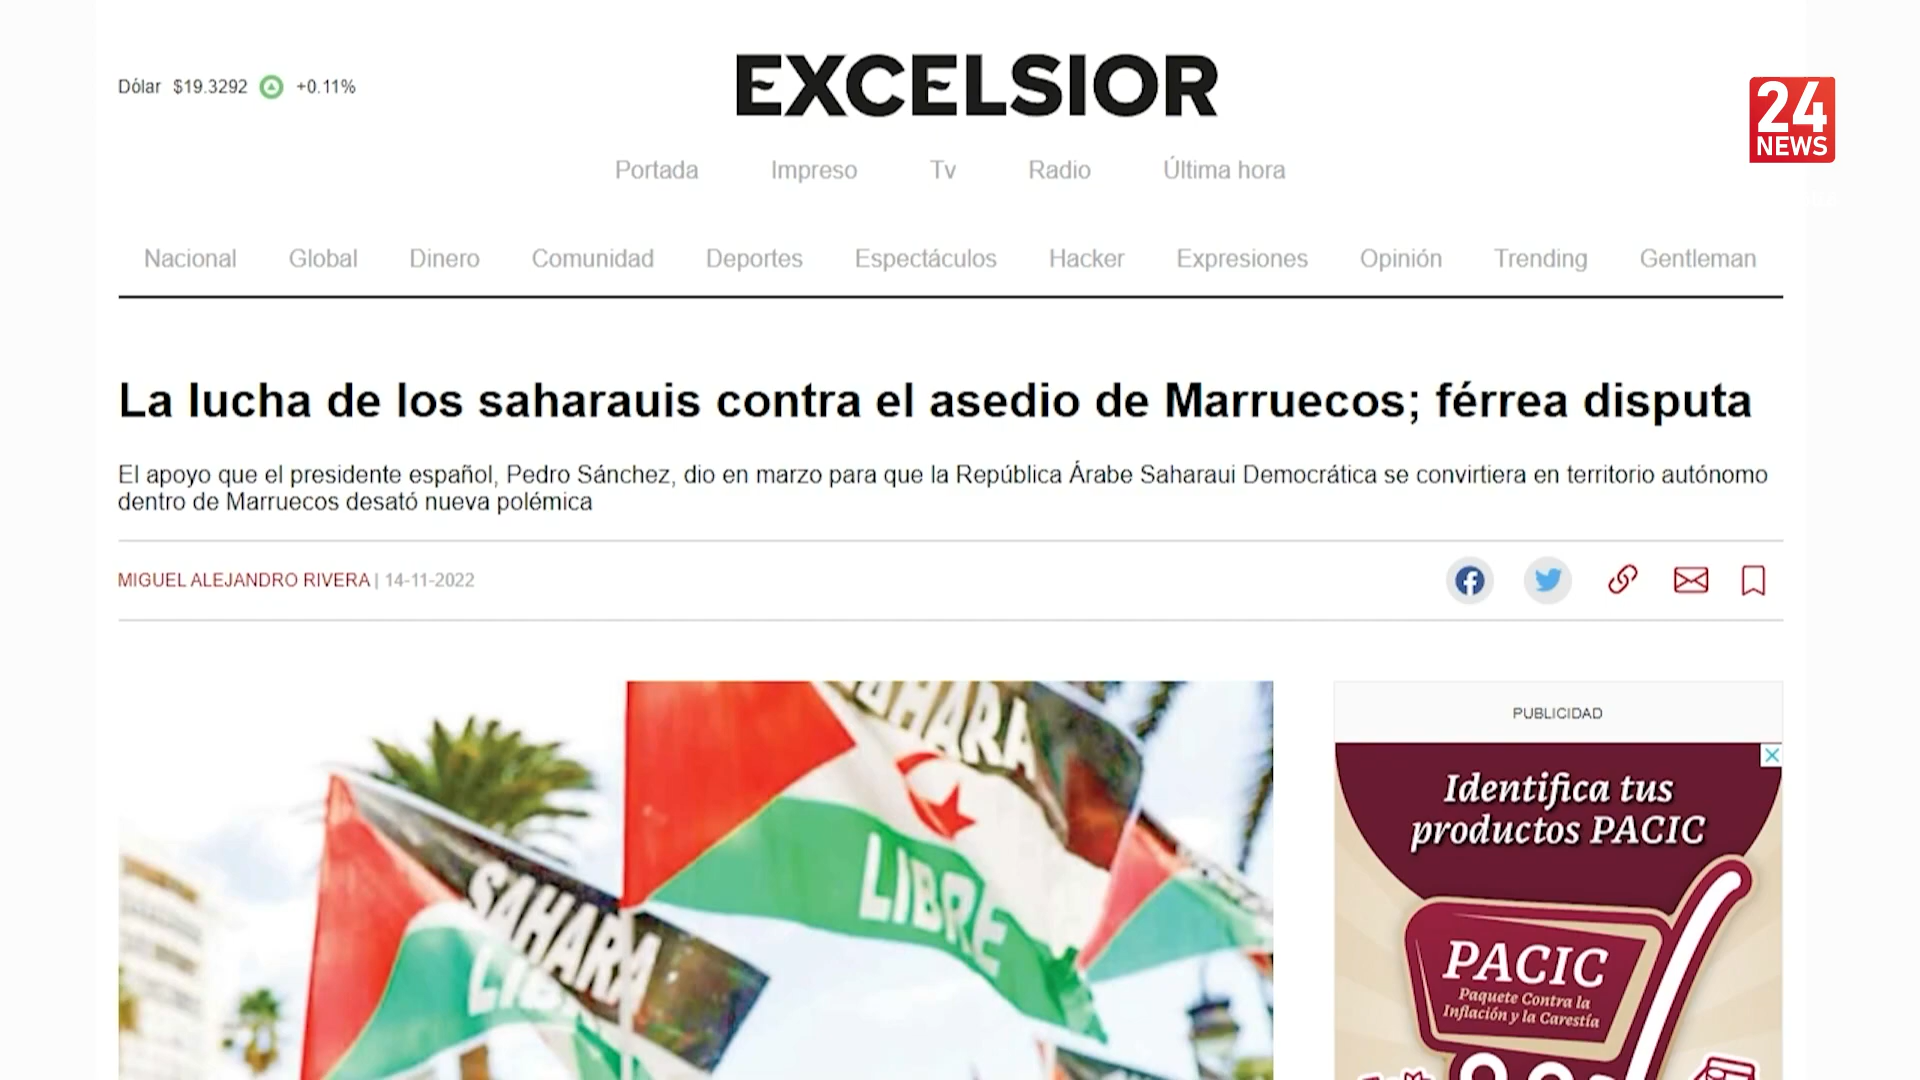 Dólar $19.3292 +0.11%
EXCELSIOR
24
NEWS
Portada Impreso Tv Radio Última hora
Nacional Global Dinero Comunidad Deportes Espectáculos Hacker Expresiones Opinión Trending Gentleman
La lucha de los saharauis contra el asedio de Marruecos; férrea disputa
El apoyo que el presidente español, Pedro Sánchez, dio en marzo para que la República Árabe Saharaui Democrática se convirtiera en territorio autónomo
dentro de Marruecos desató nueva polémica
MIGUEL ALEJANDRO RIVERA | 14-11-2022
SAHARA
LIBRE
SAHARA
PUBLICIDAD
Identifica tus
productos PACIC
PACIC
Paquete Contra la
Inflación y la Carestía